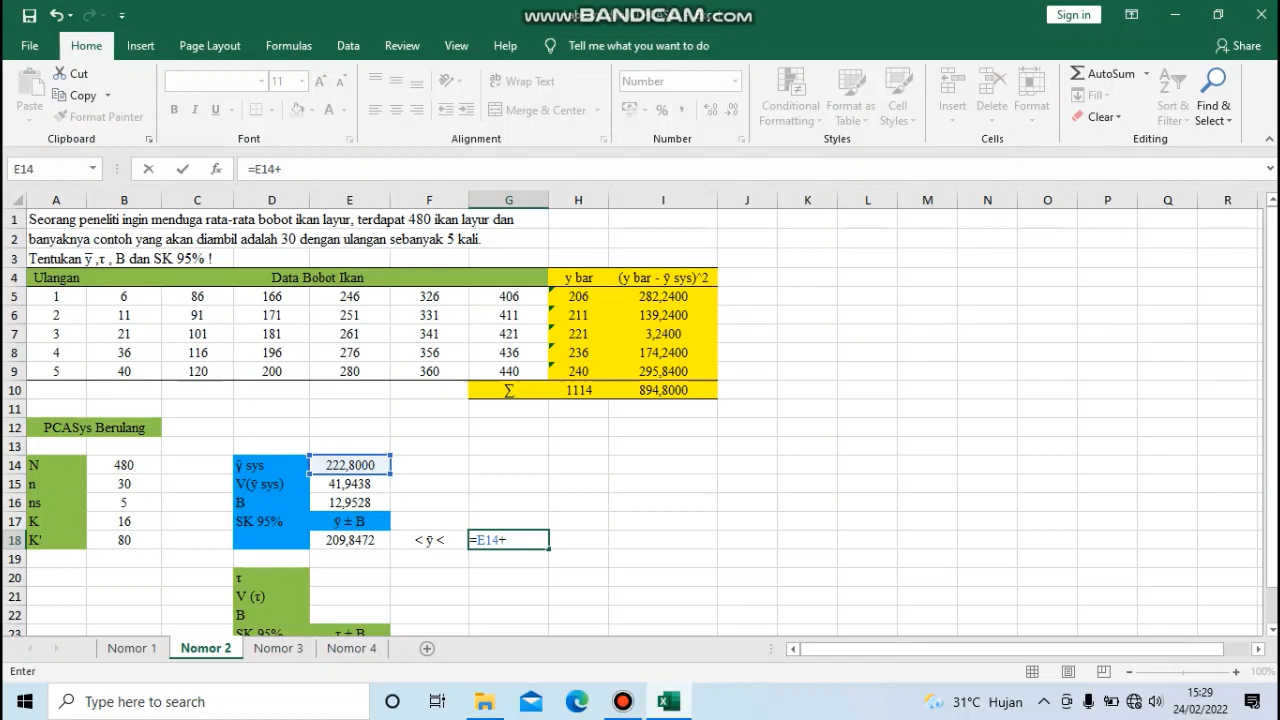 www.BANDICAM.com
Sign in
File Home Insert Page Layout Formulas Data Review View Help Tell me what you want to do Share
Paste Cut Copy Format Painter
11
Wrap Text
Merge & Center
Number
Conditional Formatting Format as Table Cell Styles
Insert Delete Format
AutoSum Fill Clear
Sort & Filter Find & Select
Clipboard Font Alignment Number Styles Cells Editing
E14 =E14+
A B C D E F G H I J K L M N O P Q R
1 Seorang peneliti ingin menduga rata-rata bobot ikan layur, terdapat 480 ikan layur dan
2 banyaknya contoh yang akan diambil adalah 30 dengan ulangan sebanyak 5 kali.
3 Tentukan ȳ ,τ , B dan SK 95% !
4 Ulangan Data Bobot Ikan y bar (y bar - ȳ sys)^2
5 1 6 86 166 246 326 406 206 282,2400
6 2 11 91 171 251 331 411 211 139,2400
7 3 21 101 181 261 341 421 221 3,2400
8 4 36 116 196 276 356 436 236 174,2400
9 5 40 120 200 280 360 440 240 295,8400
10 ∑ 1114 894,8000
11
12 PCASys Berulang
13
14 N 480 ȳ sys 222,8000
15 n 30 V(ȳ sys) 41,9438
16 ns 5 B 12,9528
17 K 16 SK 95% ȳ ± B
18 K' 80 209,8472 < ȳ < =E14+
19
20 τ
21 V (τ)
22 B
23 SK 95% τ ± B
Nomor 1 Nomor 2 Nomor 3 Nomor 4
Enter 100%
Type here to search 31°C Hujan 15:29
24/02/2022